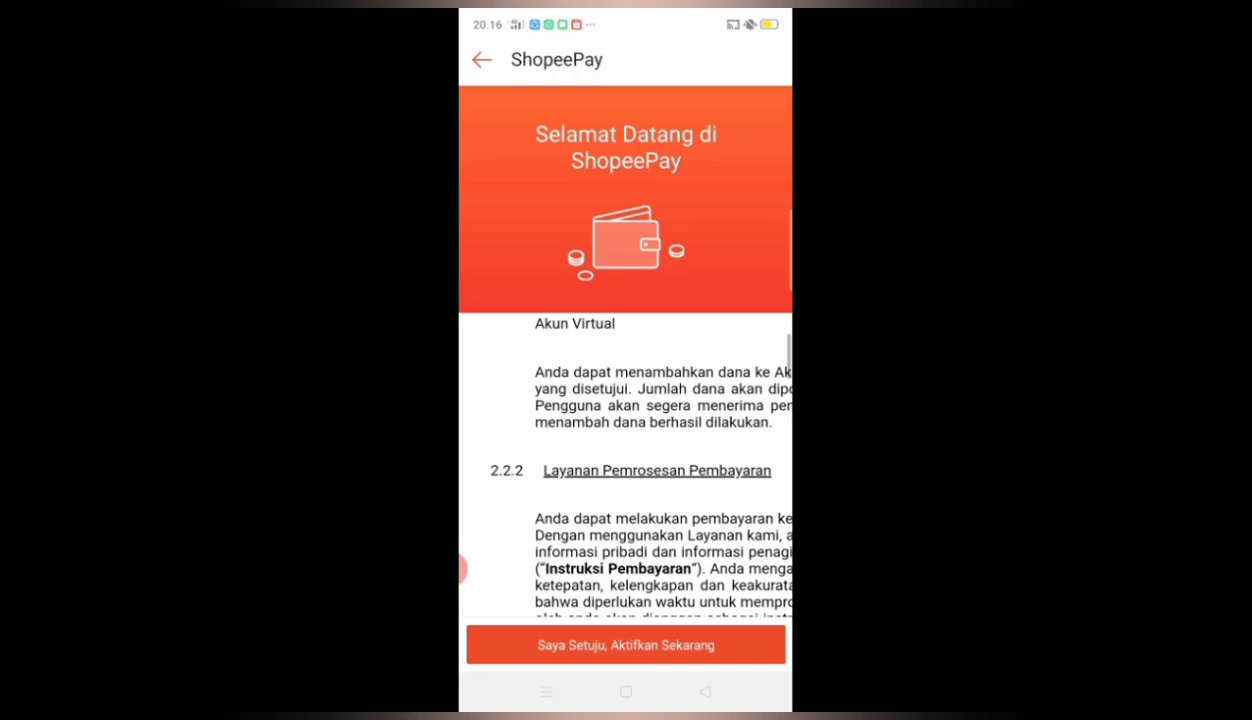 20.16
ShopeePay
Selamat Datang di
ShopeePay
Akun Virtual
Anda dapat menambahkan dana ke Ak
yang disetujui. Jumlah dana akan dipo
Pengguna akan segera menerima pen
menambah dana berhasil dilakukan.
2.2.2 Layanan Pemrosesan Pembayaran
Anda dapat melakukan pembayaran ke
Dengan menggunakan Layanan kami, a
informasi pribadi dan informasi penagi
(“Instruksi Pembayaran”). Anda menga
ketepatan, kelengkapan dan keakurata
bahwa diperlukan waktu untuk mempro
Saya Setuju, Aktifkan Sekarang